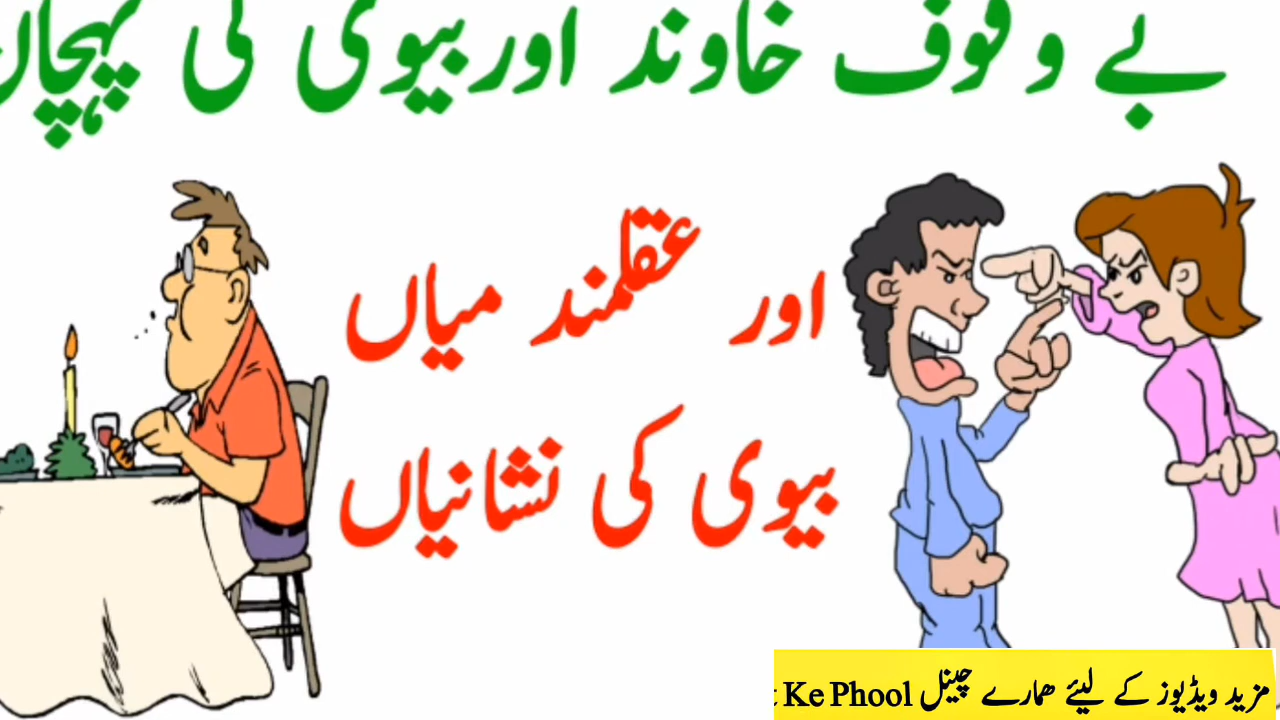 بے وقوف خاوند اور بیوی کی پہچان
اور عقلمند میاں
بیوی کی نشانیاں
مزید ویڈیوز کے لیئے ھمارے چینل Ke Phool